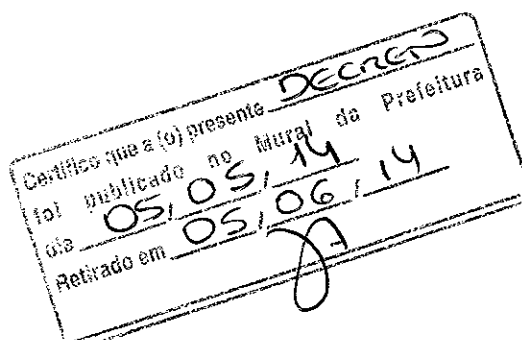 Certifico que a (o) presente DECRETO
foi publicado no Mural da Prefeitura
dia 05, 05, 14
Retirado em 05, 06, 14